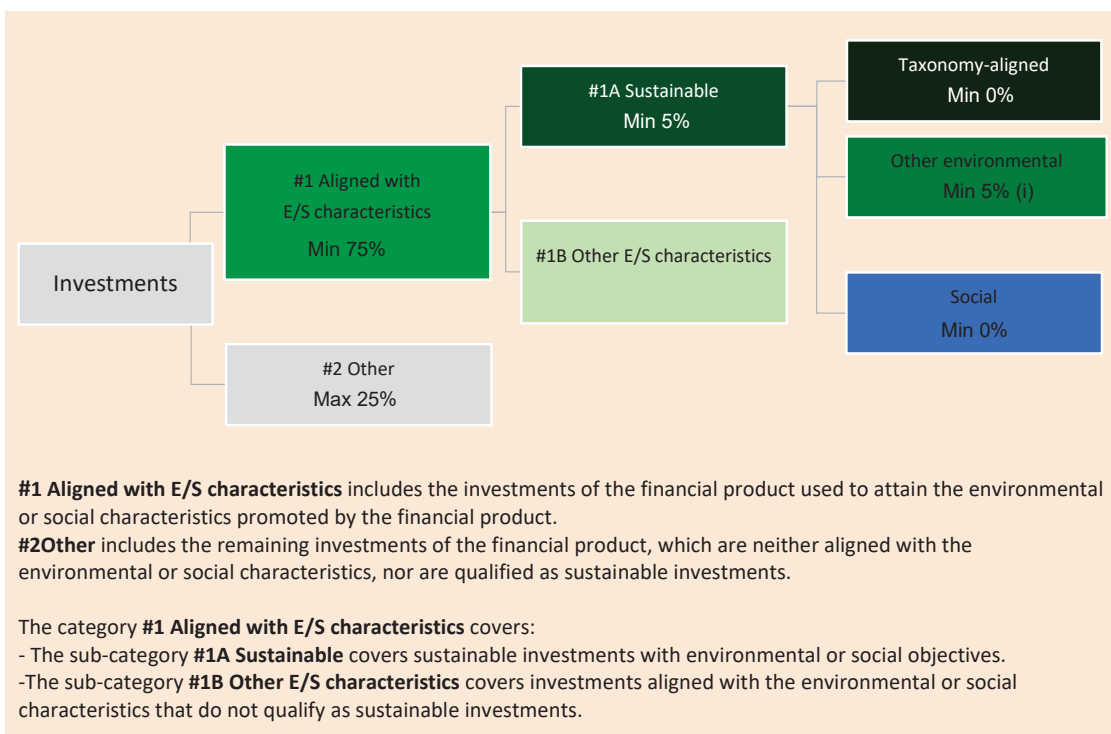 Investments
#1 Aligned with
E/S characteristics
Min 75%
#2 Other
Max 25%
#1A Sustainable
Min 5%
#1B Other E/S characteristics
Taxonomy-aligned
Min 0%
Other environmental
Min 5% (i)
Social
Min 0%
#1 Aligned with E/S characteristics includes the investments of the financial product used to attain the environmental
or social characteristics promoted by the financial product.
#2Other includes the remaining investments of the financial product, which are neither aligned with the
environmental or social characteristics, nor are qualified as sustainable investments.
The category #1 Aligned with E/S characteristics covers:
- The sub-category #1A Sustainable covers sustainable investments with environmental or social objectives.
-The sub-category #1B Other E/S characteristics covers investments aligned with the environmental or social
characteristics that do not qualify as sustainable investments.